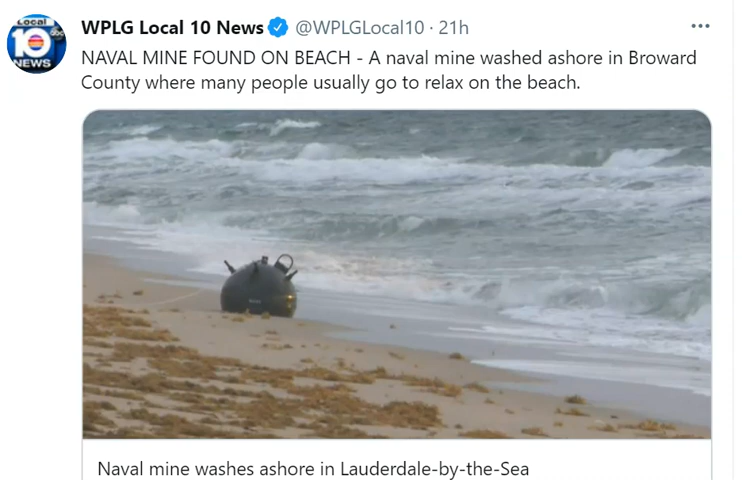 Local
10
abc
NEWS
WPLG Local 10 News @WPLGLocal10 · 21h
NAVAL MINE FOUND ON BEACH - A naval mine washed ashore in Broward
County where many people usually go to relax on the beach.
Naval mine washes ashore in Lauderdale-by-the-Sea